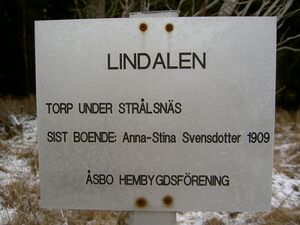 LINDALEN
TORP UNDER STRÅLSNÄS
SIST BOENDE: Anna-Stina Svensdotter 1909
ÅSBO HEMBYGDSFÖRENING